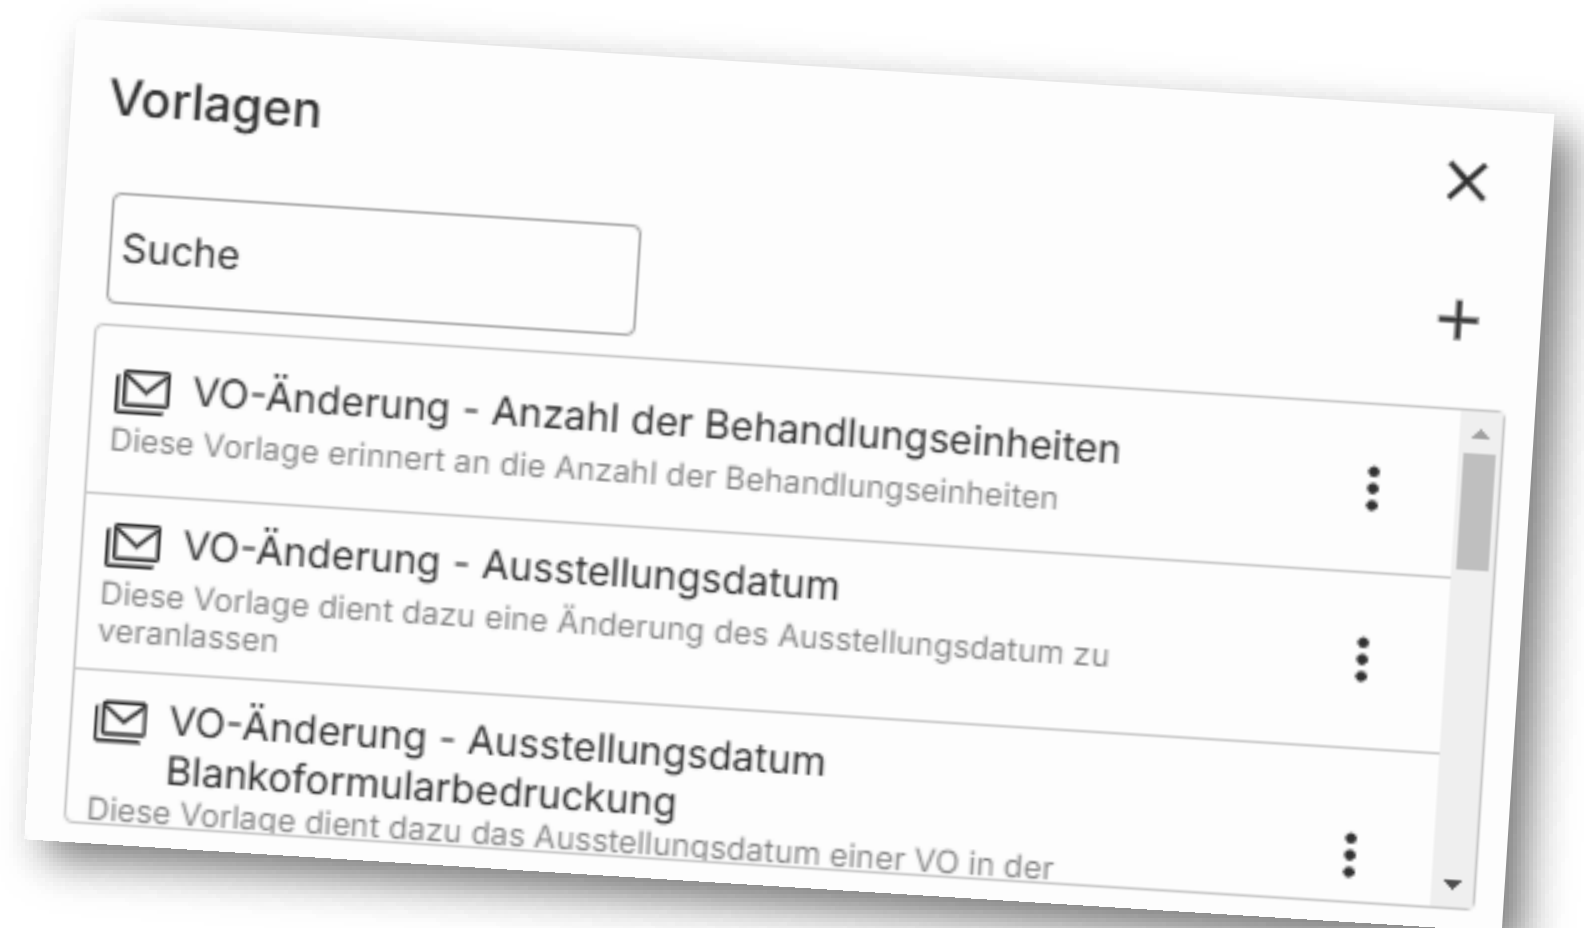 Vorlagen
Suche
VO-Änderung - Anzahl der Behandlungseinheiten
Diese Vorlage erinnert an die Anzahl der Behandlungseinheiten
VO-Änderung - Ausstellungsdatum
Diese Vorlage dient dazu eine Änderung des Ausstellungsdatum zu
veranlassen
VO-Änderung - Ausstellungsdatum
Blankoformularbedruckung
Diese Vorlage dient dazu das Ausstellungsdatum einer VO in der